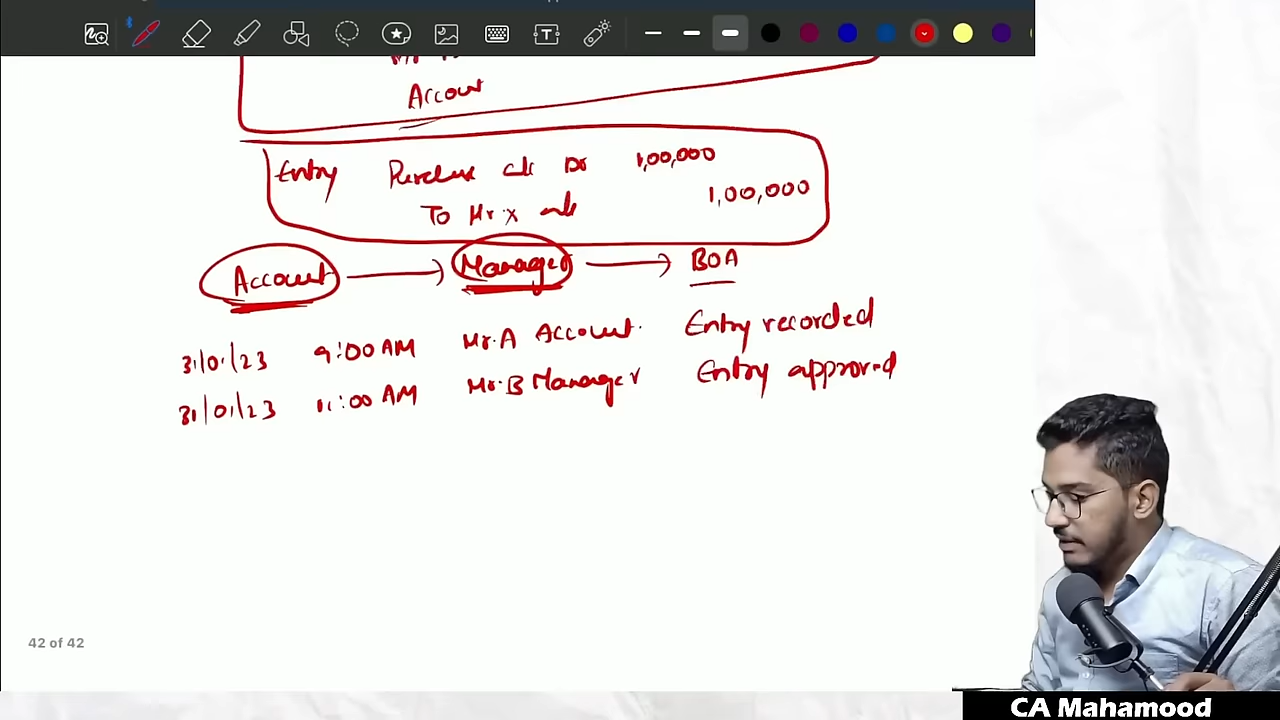 Account
Entry Purchase a/c Dr 1,00,000
To Mr. X a/c 1,00,000
Account → Manager → BOA
31/01/23 9:00 AM Mr. A Account. Entry recorded
31/01/23 11:00 AM Mr. B Manager Entry approved
42 of 42
CA Mahamood